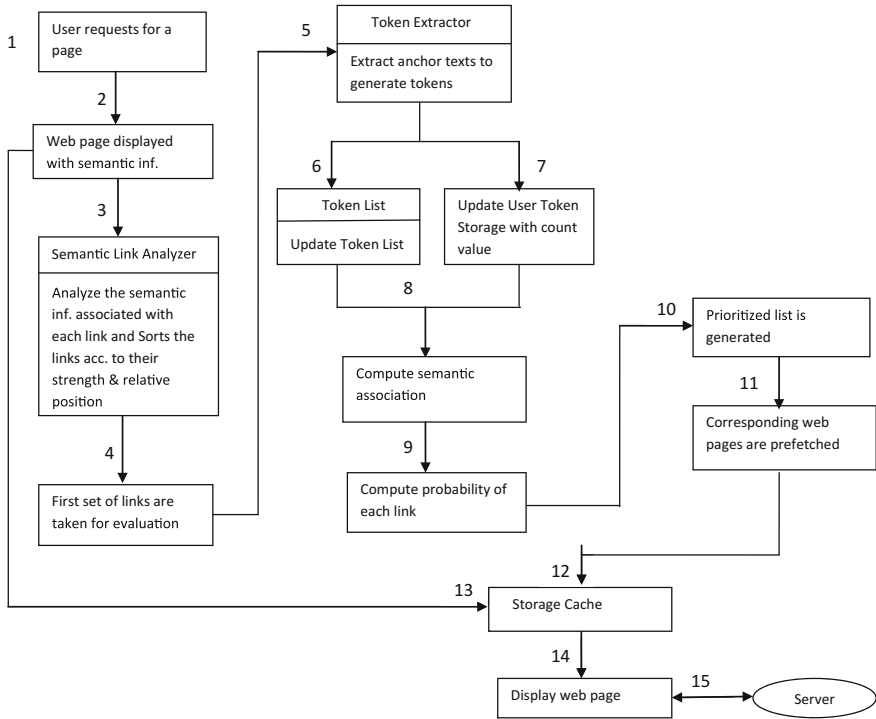 1
User requests for a
page
2
Web page displayed
with semantic inf.
3
Semantic Link Analyzer
Analyze the semantic
inf. associated with
each link and Sorts the
links acc. to their
strength & relative
position
4
First set of links are
taken for evaluation
5
Token Extractor
Extract anchor texts to
generate tokens
6
Token List
Update Token List
7
Update User Token
Storage with count
value
8
Compute semantic
association
9
Compute probability of
each link
10
Prioritized list is
generated
11
Corresponding web
pages are prefetched
12
13
Storage Cache
14
Display web page
15
Server